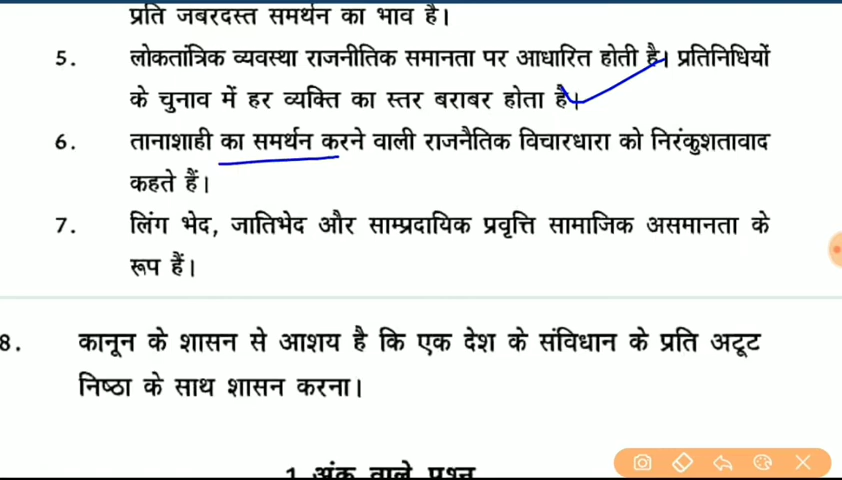 प्रति जबरदस्त समर्थन का भाव है।
5. लोकतांत्रिक व्यवस्था राजनीतिक समानता पर आधारित होती है। प्रतिनिधियों
के चुनाव में हर व्यक्ति का स्तर बराबर होता है।
6. तानाशाही का समर्थन करने वाली राजनैतिक विचारधारा को निरंकुशतावाद
कहते हैं।
7. लिंग भेद, जातिभेद और साम्प्रदायिक प्रवृत्ति सामाजिक असमानता के
रूप हैं।
8. कानून के शासन से आशय है कि एक देश के संविधान के प्रति अटूट
निष्ठा के साथ शासन करना।
1 अंक वाले प्रश्न